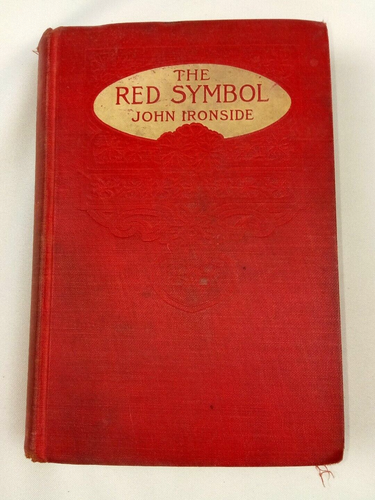 THE
RED SYMBOL
JOHN IRONSIDE